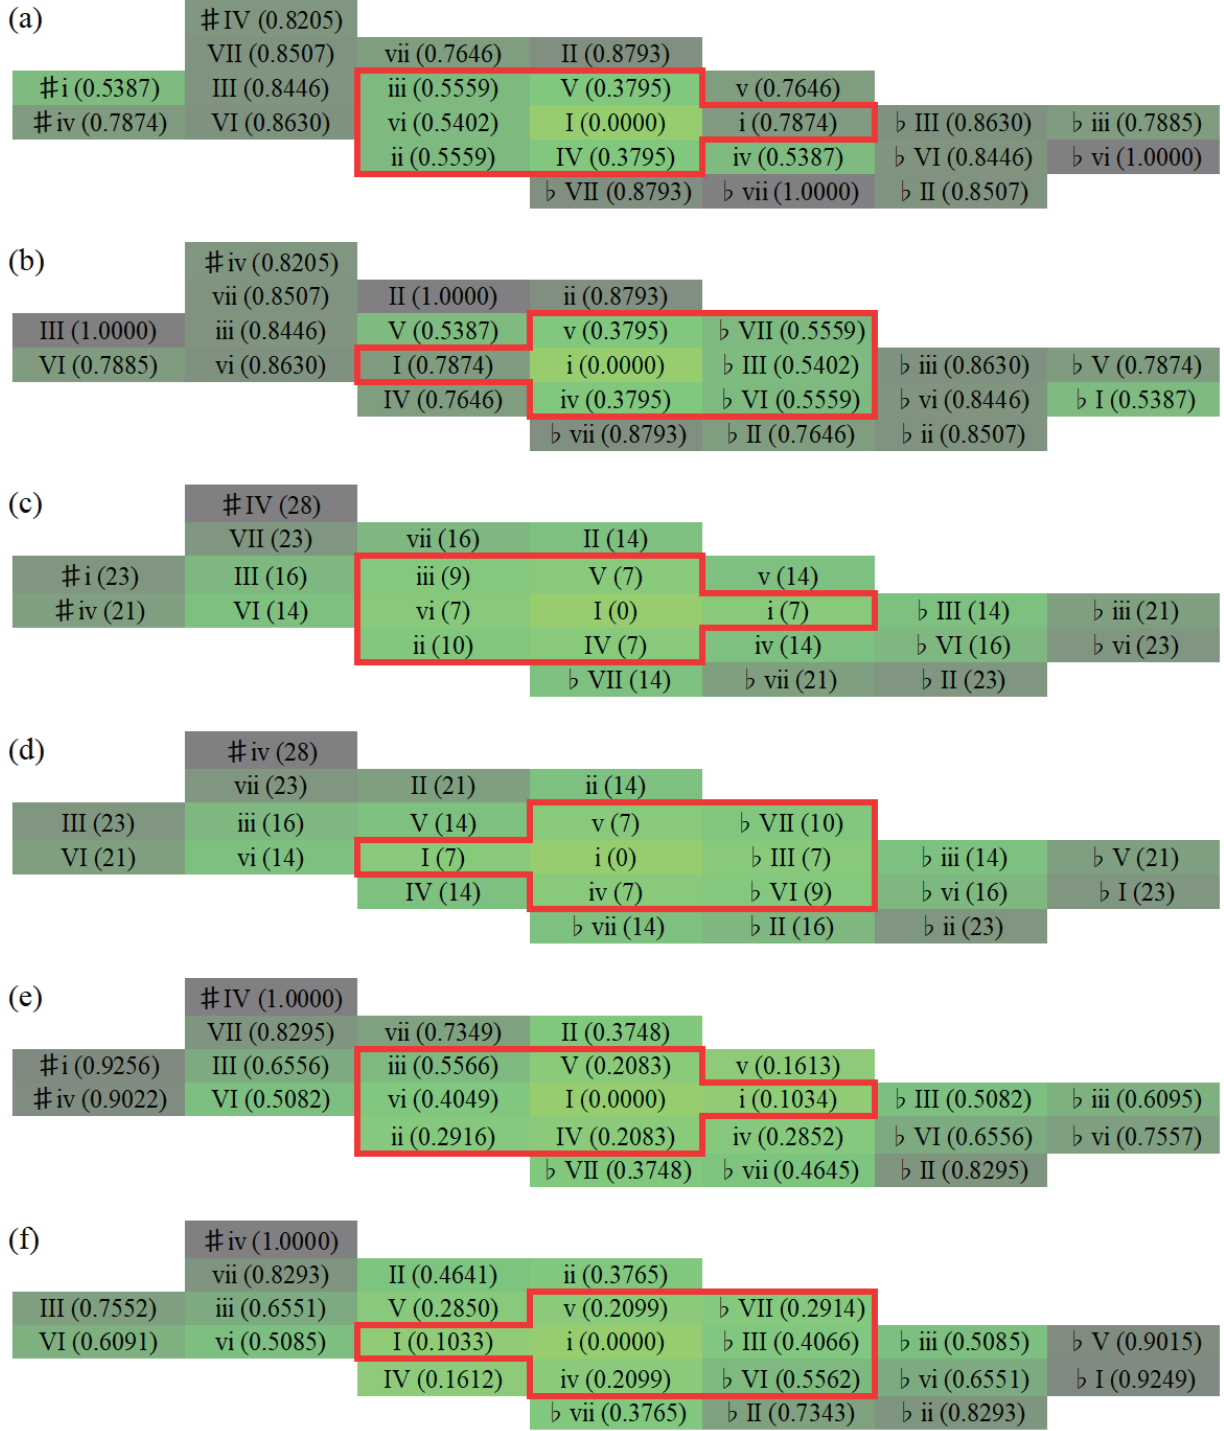 (a)
♯IV (0.8205)
VII (0.8507) vii (0.7646) II (0.8793)
♯i (0.5387) III (0.8446) iii (0.5559) V (0.3795) v (0.7646)
♯iv (0.7874) VI (0.8630) vi (0.5402) I (0.0000) i (0.7874) ♭III (0.8630) ♭iii (0.7885)
ii (0.5559) IV (0.3795) iv (0.5387) ♭VI (0.8446) ♭vi (1.0000)
♭VII (0.8793) ♭vii (1.0000) ♭II (0.8507)
(b)
♯iv (0.8205)
vii (0.8507) II (1.0000) ii (0.8793)
III (1.0000) iii (0.8446) V (0.5387) v (0.3795) ♭VII (0.5559)
VI (0.7885) vi (0.8630) I (0.7874) i (0.0000) ♭III (0.5402) ♭iii (0.8630) ♭V (0.7874)
IV (0.7646) iv (0.3795) ♭VI (0.5559) ♭vi (0.8446) ♭I (0.5387)
♭vii (0.8793) ♭II (0.7646) ♭ii (0.8507)
(c)
♯IV (28)
VII (23) vii (16) II (14)
♯i (23) III (16) iii (9) V (7) v (14)
♯iv (21) VI (14) vi (7) I (0) i (7) ♭III (14) ♭iii (21)
ii (10) IV (7) iv (14) ♭VI (16) ♭vi (23)
♭VII (14) ♭vii (21) ♭II (23)
(d)
♯iv (28)
vii (23) II (21) ii (14)
III (23) iii (16) V (14) v (7) ♭VII (10)
VI (21) vi (14) I (7) i (0) ♭III (7) ♭iii (14) ♭V (21)
IV (14) iv (7) ♭VI (9) ♭vi (16) ♭I (23)
♭vii (14) ♭II (16) ♭ii (23)
(e)
♯IV (1.0000)
VII (0.8295) vii (0.7349) II (0.3748)
♯i (0.9256) III (0.6556) iii (0.5566) V (0.2083) v (0.1613)
♯iv (0.9022) VI (0.5082) vi (0.4049) I (0.0000) i (0.1034) ♭III (0.5082) ♭iii (0.6095)
ii (0.2916) IV (0.2083) iv (0.2852) ♭VI (0.6556) ♭vi (0.7557)
♭VII (0.3748) ♭vii (0.4645) ♭II (0.8295)
(f)
♯iv (1.0000)
vii (0.8293) II (0.4641) ii (0.3765)
III (0.7552) iii (0.6551) V (0.2850) v (0.2099) ♭VII (0.2914)
VI (0.6091) vi (0.5085) I (0.1033) i (0.0000) ♭III (0.4066) ♭iii (0.5085) ♭V (0.9015)
IV (0.1612) iv (0.2099) ♭VI (0.5562) ♭vi (0.6551) ♭I (0.9249)
♭vii (0.3765) ♭II (0.7343) ♭ii (0.8293)